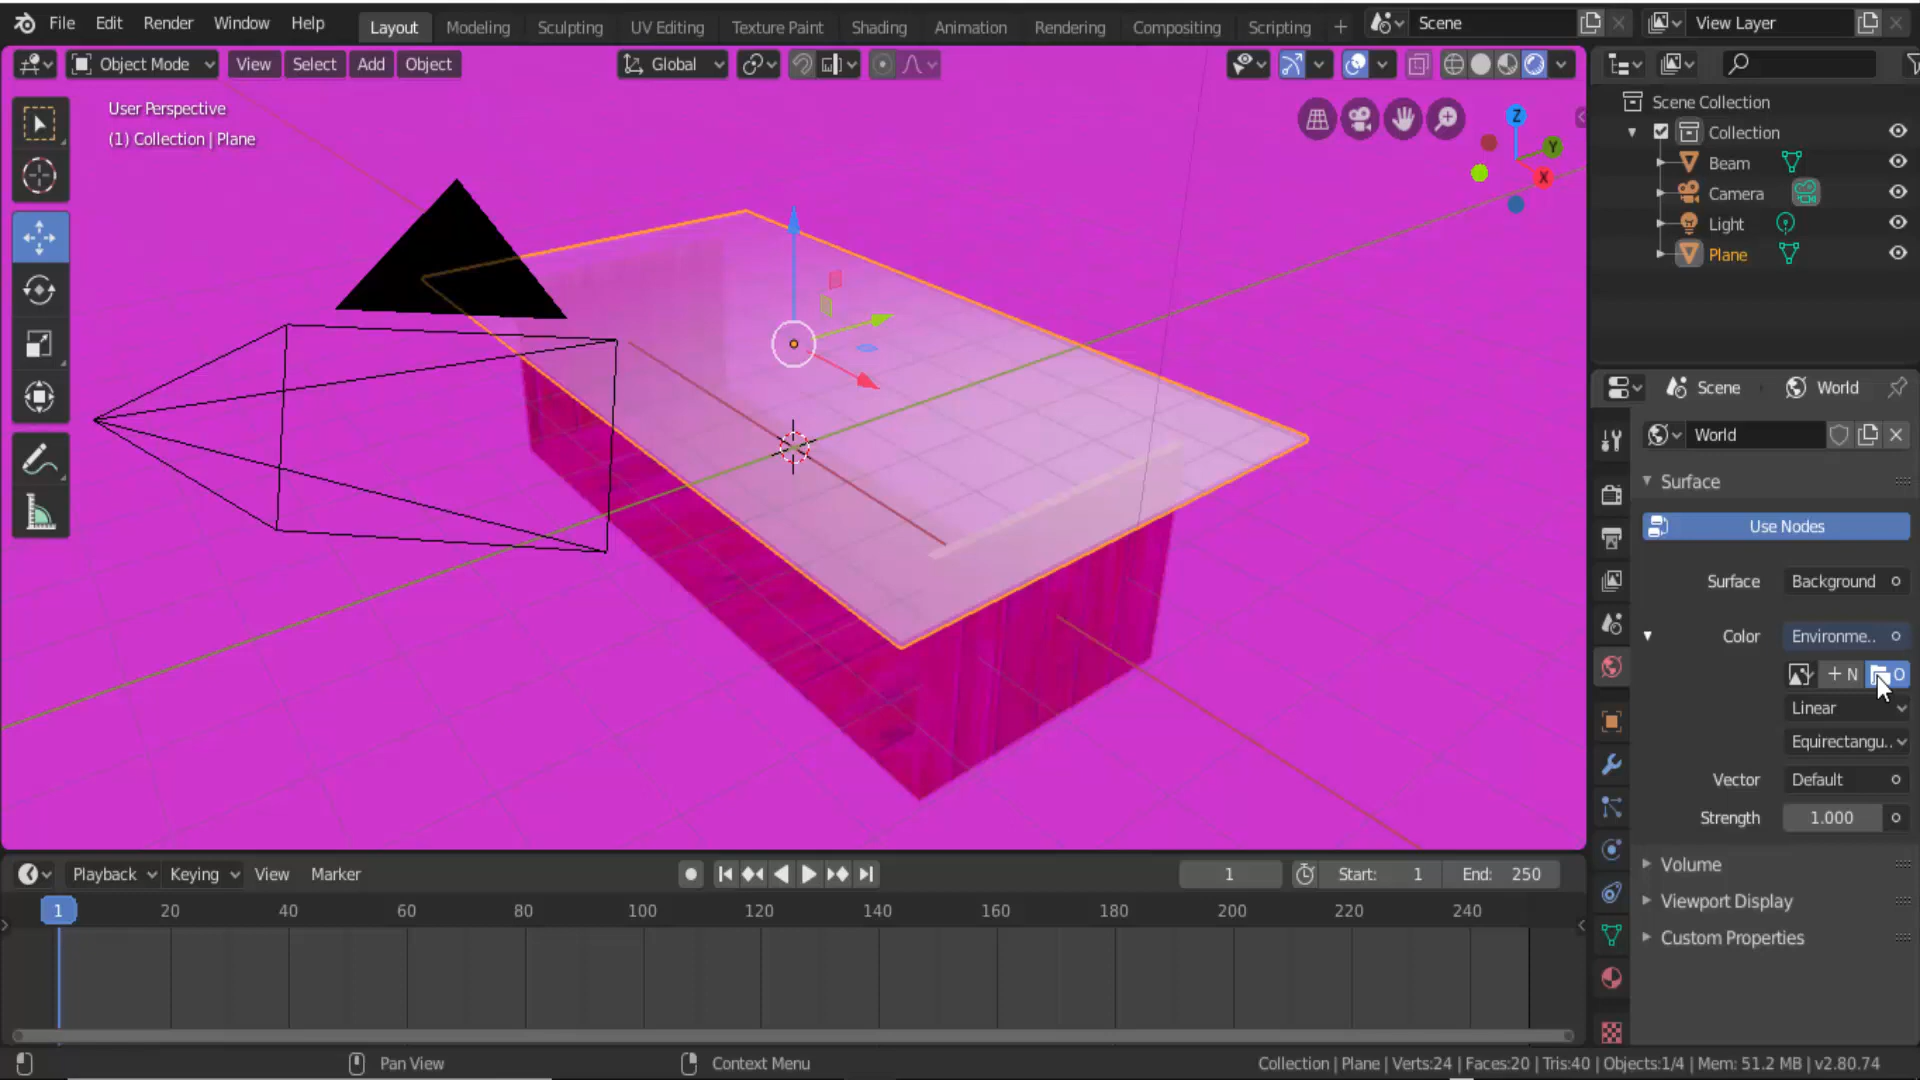 File Edit Render Window Help Layout Modeling Sculpting UV Editing Texture Paint Shading Animation Rendering Compositing Scripting + Scene View Layer
Object Mode View Select Add Object Global
User Perspective
(1) Collection | Plane
Z
Y
X
Scene Collection
Collection
Beam
Camera
Light
Plane
Scene World
World
Surface
Use Nodes
Surface Background
Color Environme..
+ N O
Linear
Equirectangu..
Vector Default
Strength 1.000
Volume
Viewport Display
Custom Properties
Playback Keying View Marker 1 Start: 1 End: 250
1 20 40 60 80 100 120 140 160 180 200 220 240
Pan View Context Menu Collection | Plane | Verts:24 | Faces:20 | Tris:40 | Objects:1/4 | Mem: 51.2 MB | v2.80.74